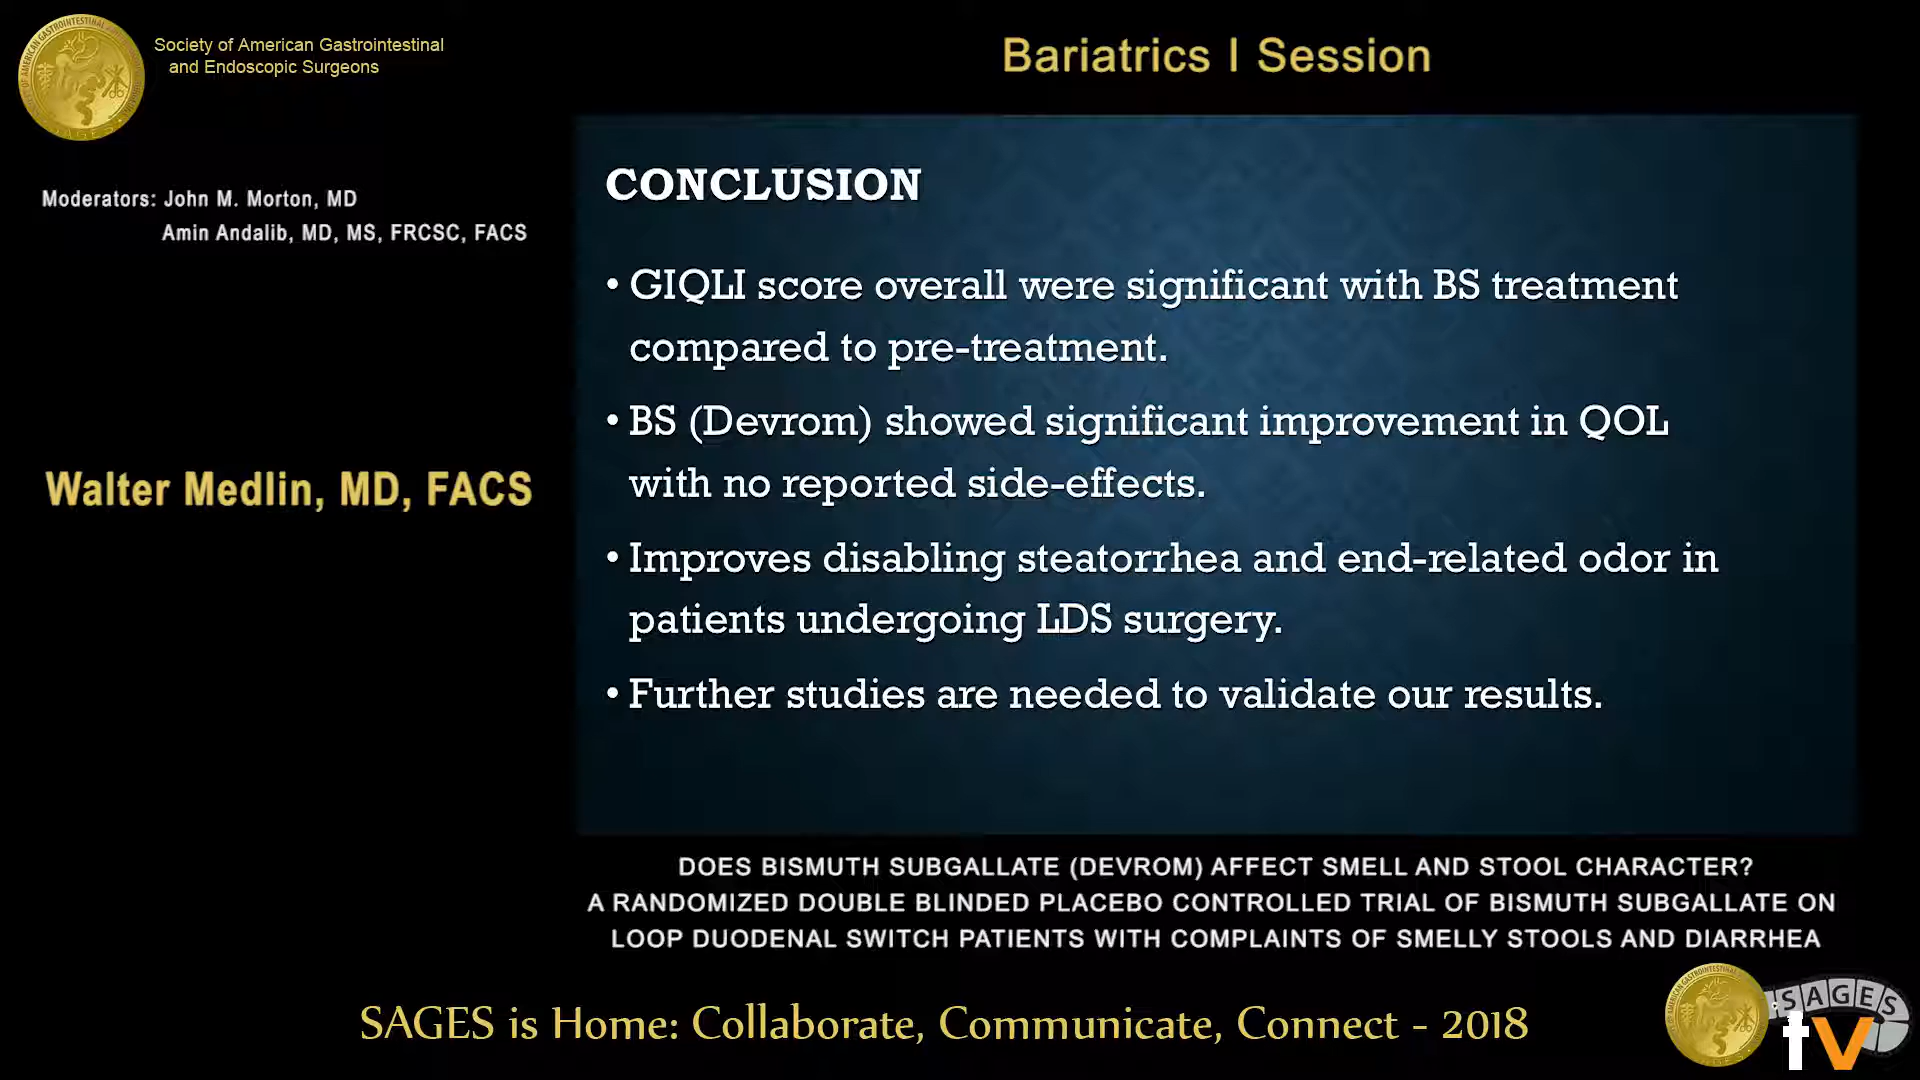 Society of American Gastrointestinal
and Endoscopic Surgeons
Bariatrics I Session
Moderators: John M. Morton, MD
Amin Andalib, MD, MS, FRCSC, FACS
Walter Medlin, MD, FACS
CONCLUSION
• GIQLI score overall were significant with BS treatment
compared to pre-treatment.
• BS (Devrom) showed significant improvement in QOL
with no reported side-effects.
• Improves disabling steatorrhea and end-related odor in
patients undergoing LDS surgery.
• Further studies are needed to validate our results.
DOES BISMUTH SUBGALLATE (DEVROM) AFFECT SMELL AND STOOL CHARACTER?
A RANDOMIZED DOUBLE BLINDED PLACEBO CONTROLLED TRIAL OF BISMUTH SUBGALLATE ON
LOOP DUODENAL SWITCH PATIENTS WITH COMPLAINTS OF SMELLY STOOLS AND DIARRHEA
SAGES is Home: Collaborate, Communicate, Connect - 2018
SAGES
tv